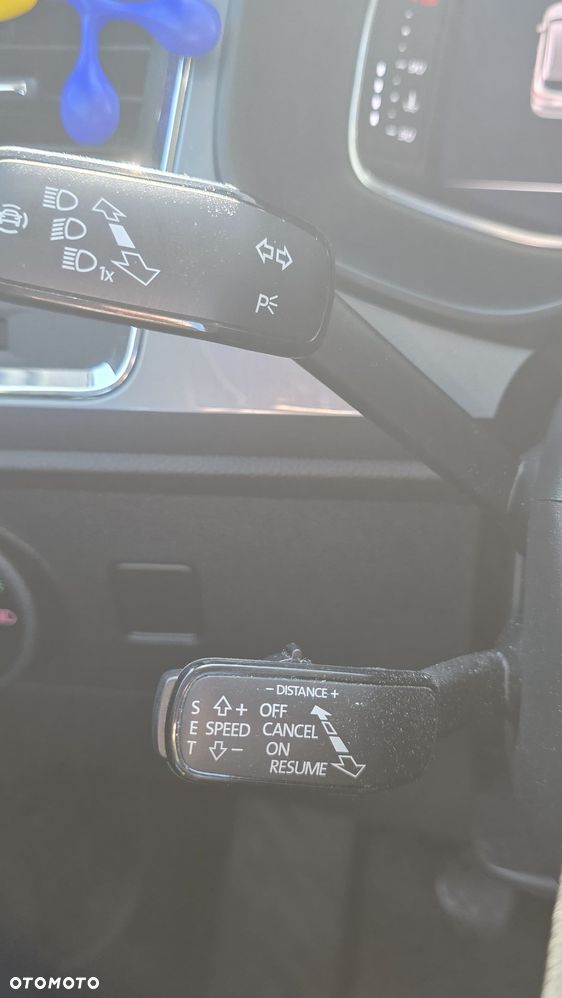 1x
P
- DISTANCE +
S + OFF
E SPEED CANCEL
T - ON
RESUME
OTOMOTO